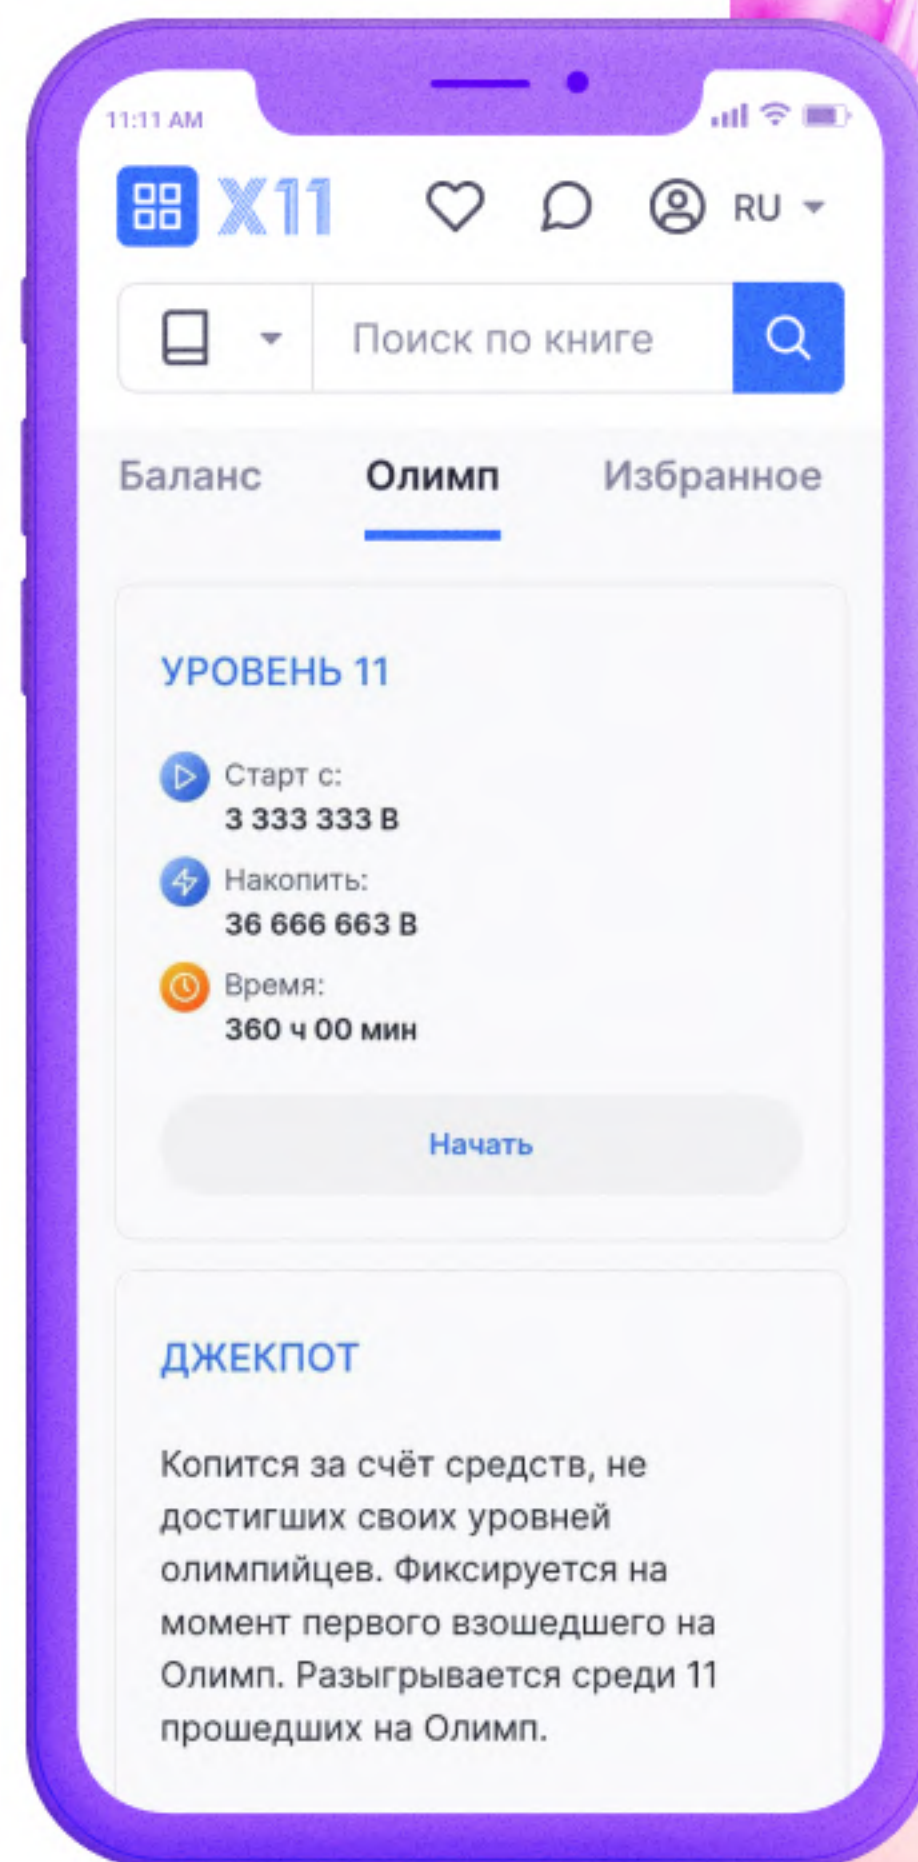 11:11 AM
X11
RU
Поиск по книге
Баланс
Олимп
Избранное
УРОВЕНЬ 11
Старт с:
3 333 333 В
Накопить:
36 666 663 В
Время:
360 ч 00 мин
Начать
ДЖЕКПОТ
Копится за счёт средств, не
достигших своих уровней
олимпийцев. Фиксируется на
момент первого взошедшего на
Олимп. Разыгрывается среди 11
прошедших на Олимп.